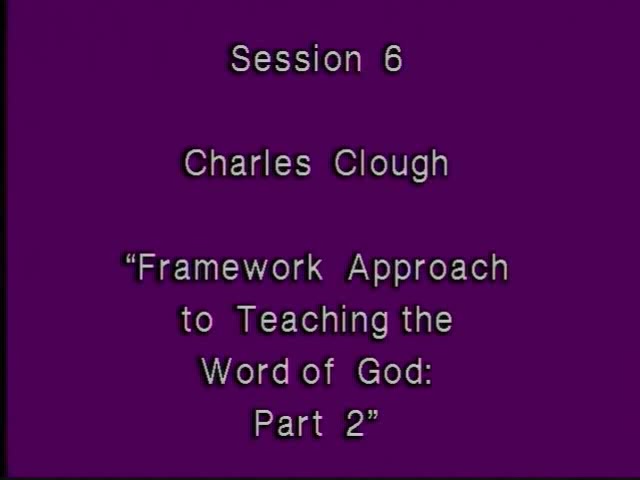 Session 6
Charles Clough
“Framework Approach
to Teaching the
Word of God:
Part 2”